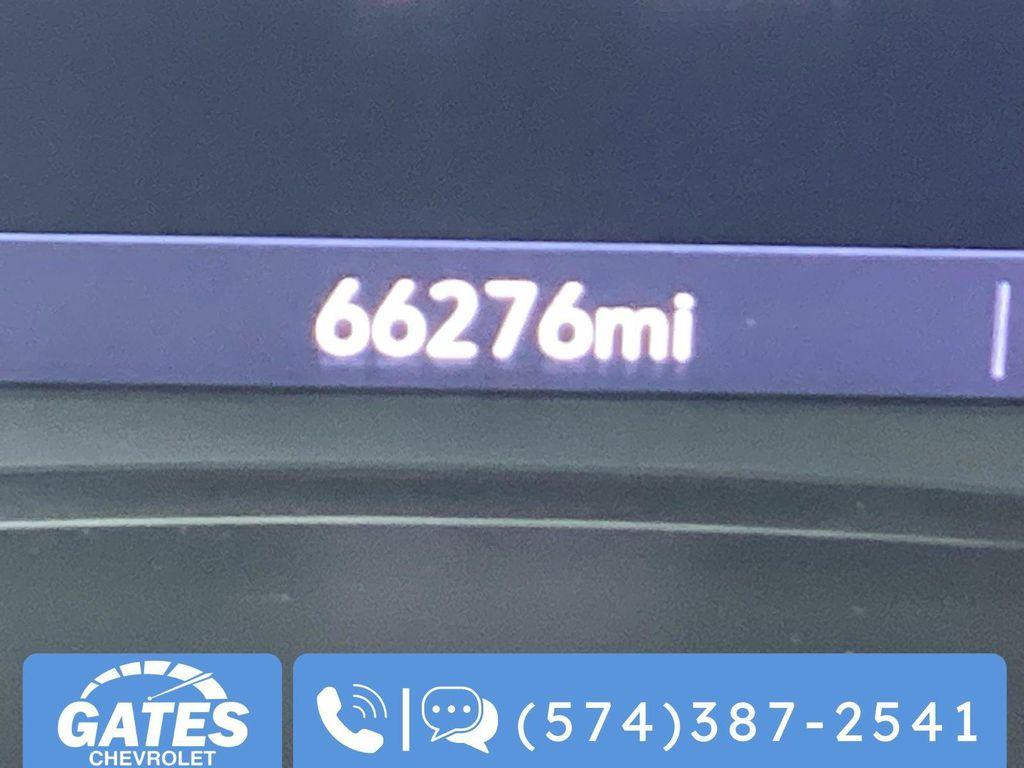 66276mi
GATES
CHEVROLET
(574)387-2541